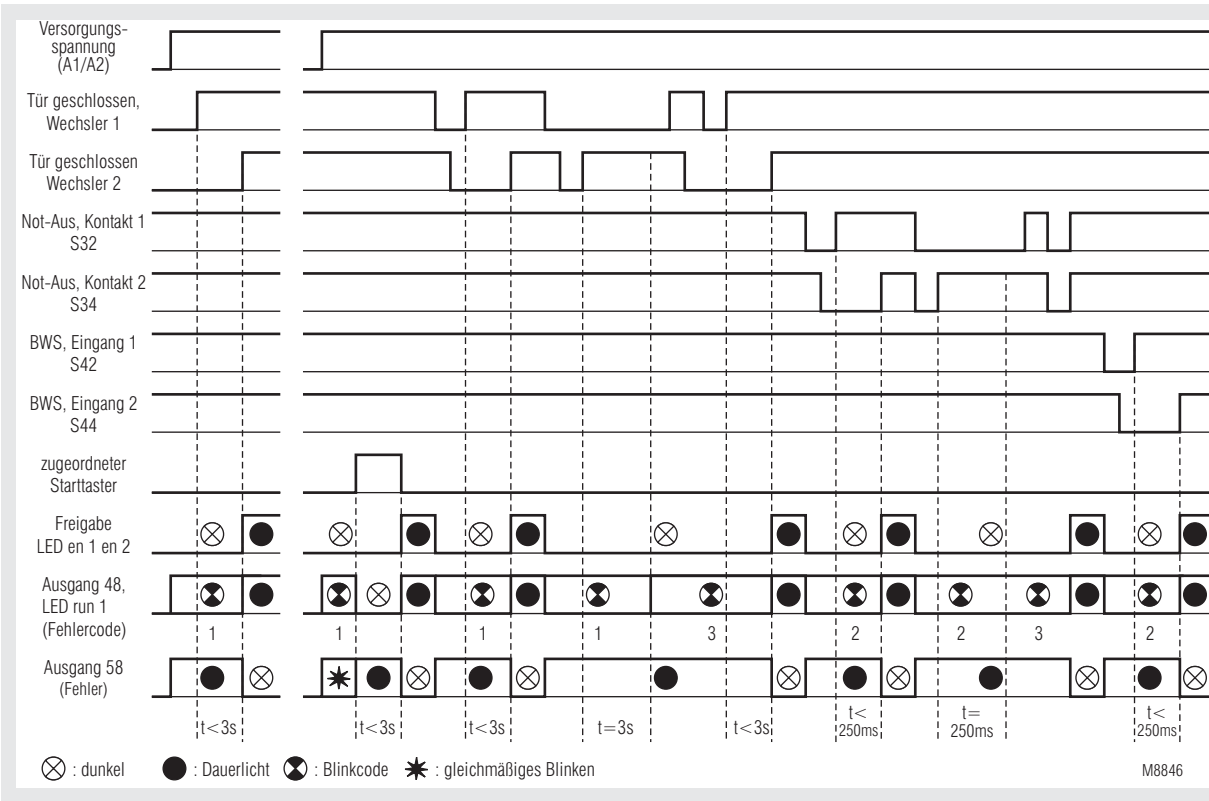 Versorgungs-
spannung
(A1/A2)
Tür geschlossen,
Wechsler 1
Tür geschlossen
Wechsler 2
Not-Aus, Kontakt 1
S32
Not-Aus, Kontakt 2
S34
BWS, Eingang 1
S42
BWS, Eingang 2
S44
zugeordneter
Starttaster
Freigabe
LED en 1 en 2
Ausgang 48,
LED run 1
(Fehlercode)
1 1 1 1 3 2 2 3 2
Ausgang 58
(Fehler)
t<3s t<3s t<3s t=3s t<3s t<250ms t=250ms t<250ms
: dunkel : Dauerlicht : Blinkcode : gleichmäßiges Blinken M8846